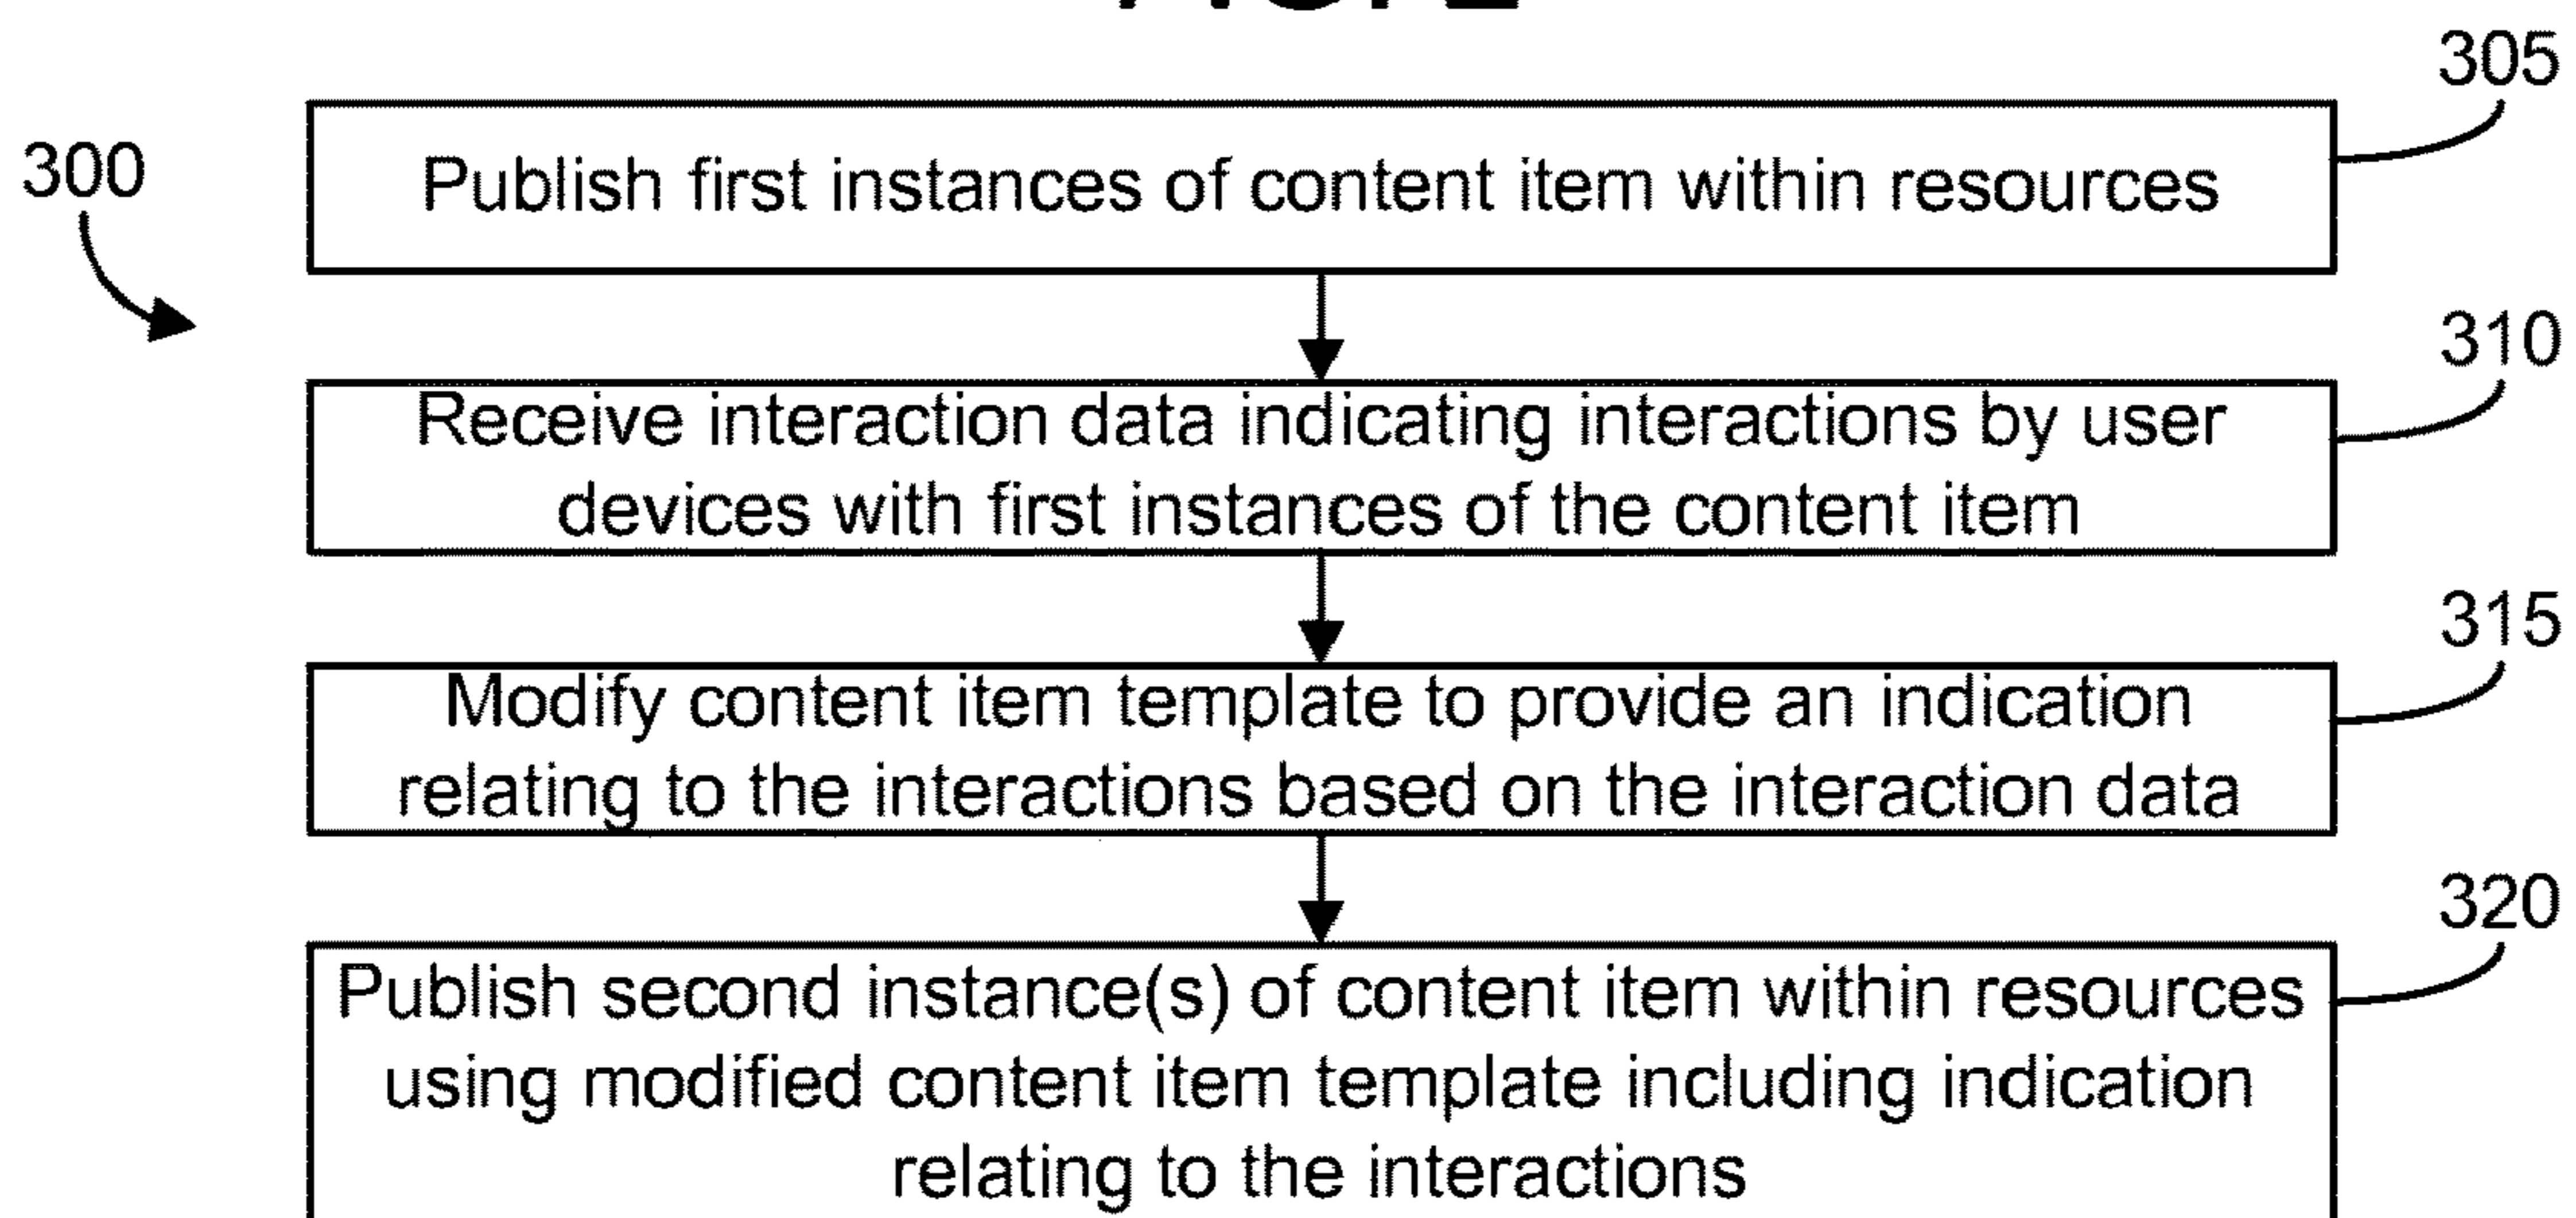 305
300
Publish first instances of content item within resources
310
Receive interaction data indicating interactions by user
devices with first instances of the content item
315
Modify content item template to provide an indication
relating to the interactions based on the interaction data
320
Publish second instance(s) of content item within resources
using modified content item template including indication
relating to the interactions